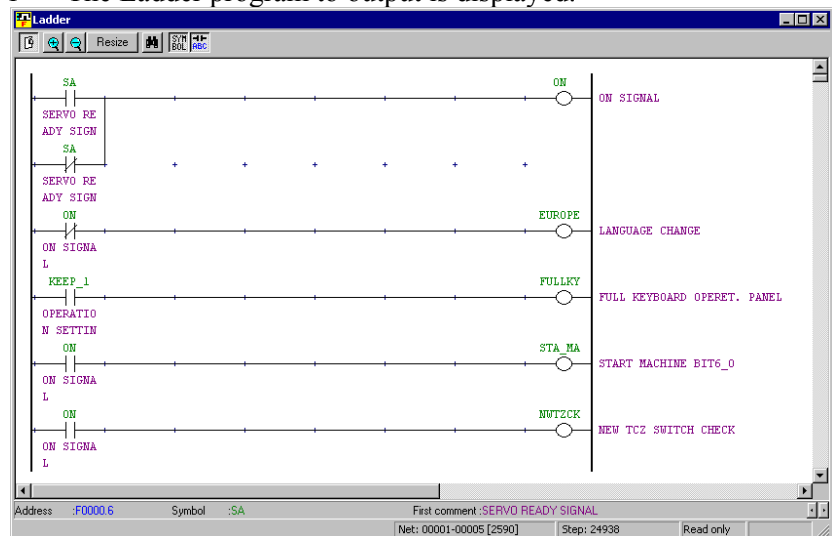 The Ladder program to output is displayed.
Ladder
Resize SYM BOL ABC
SA ON
ON SIGNAL
SERVO RE
ADY SIGN
SA
SERVO RE
ADY SIGN
ON EUROPE
LANGUAGE CHANGE
ON SIGNA
L
KEEP_1 FULLKY
FULL KEYBOARD OPERET. PANEL
OPERATIO
N SETTIN
ON STA_MA
START MACHINE BIT6_0
ON SIGNA
L
ON NWTZCK
NEW TCZ SWITCH CHECK
ON SIGNA
L
Address :F0000.6 Symbol :SA First comment :SERVO READY SIGNAL
Net: 00001-00005 [2590] Step: 24938 Read only